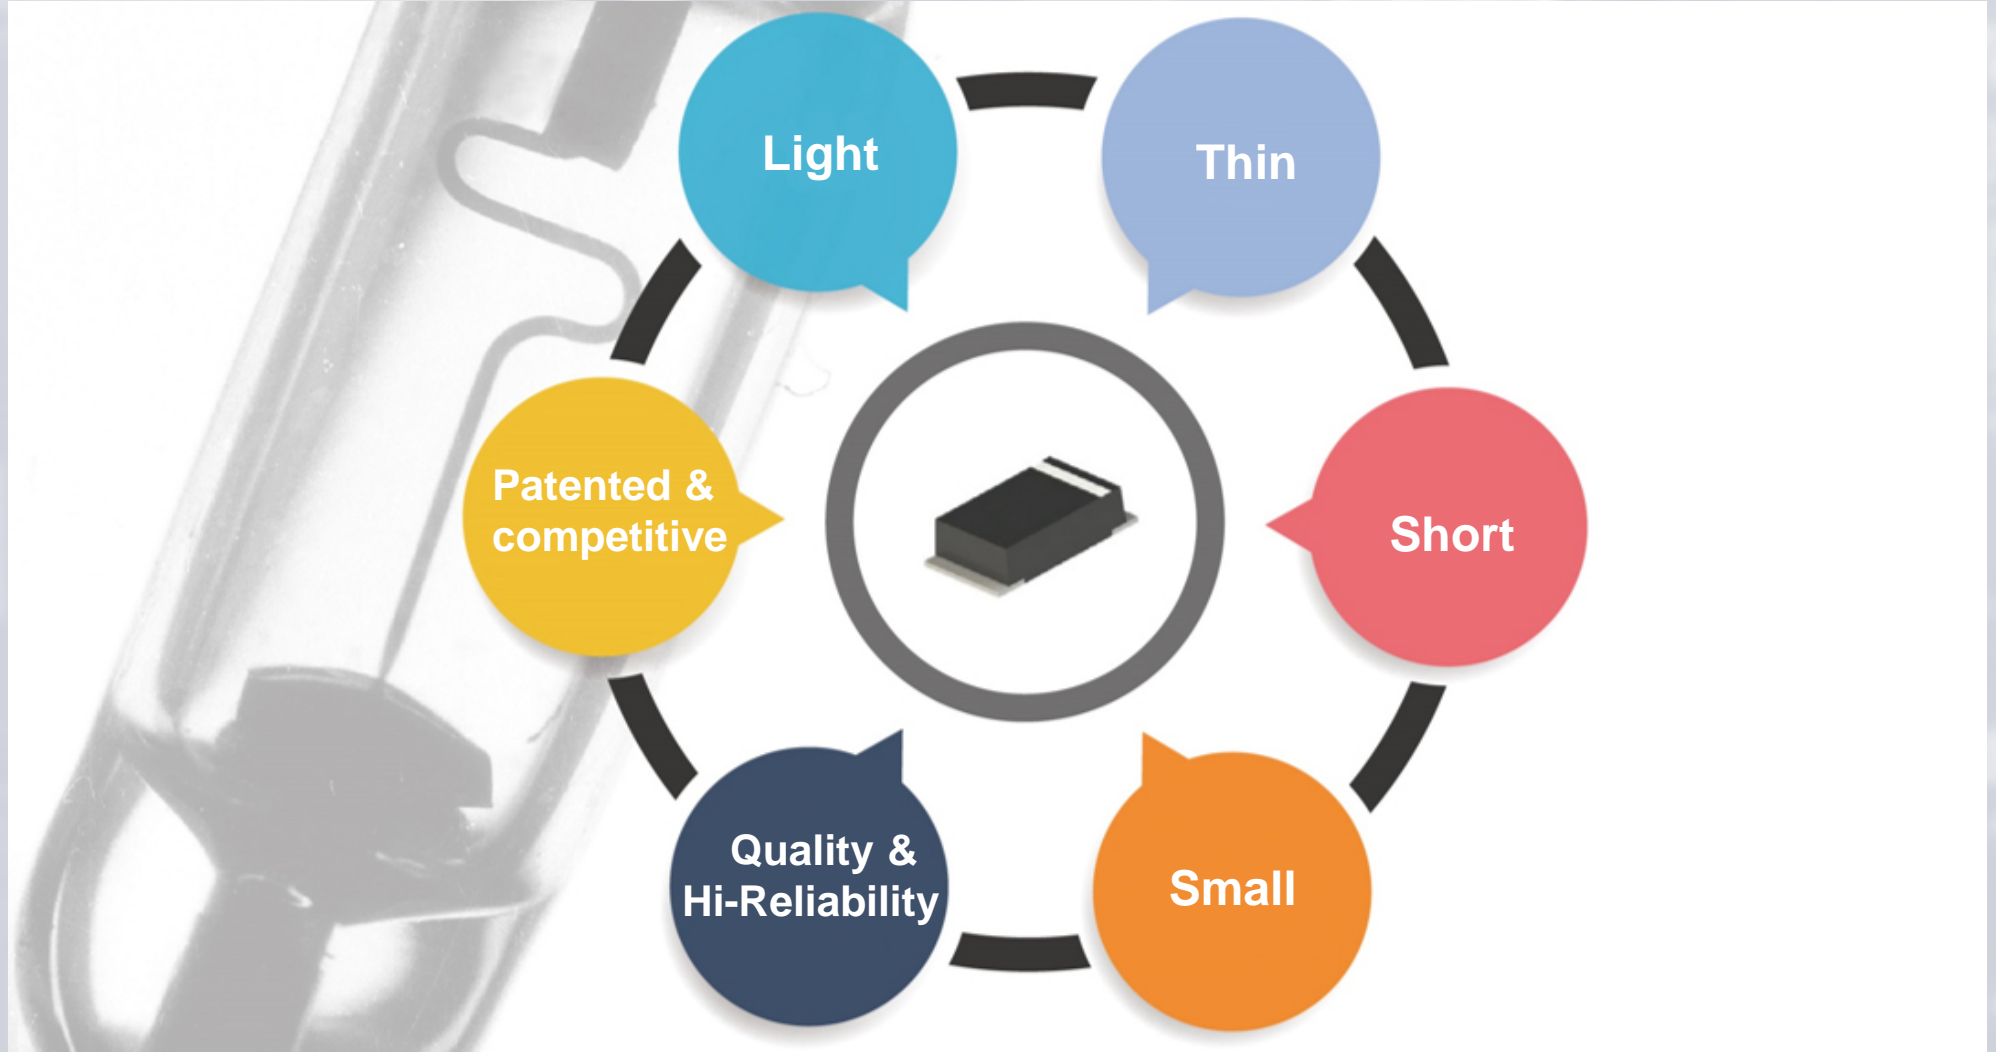 Light
Thin
Patented &
competitive
Short
Quality &
Hi-Reliability
Small